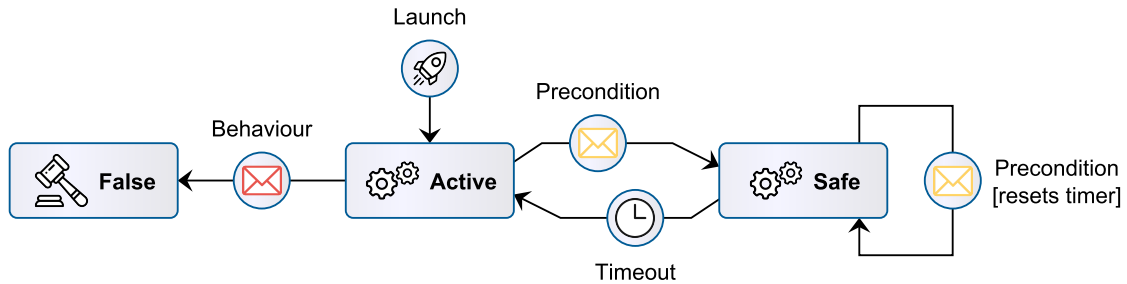 Launch
Precondition
Behaviour
False
Active
Safe
Precondition
[resets timer]
Timeout